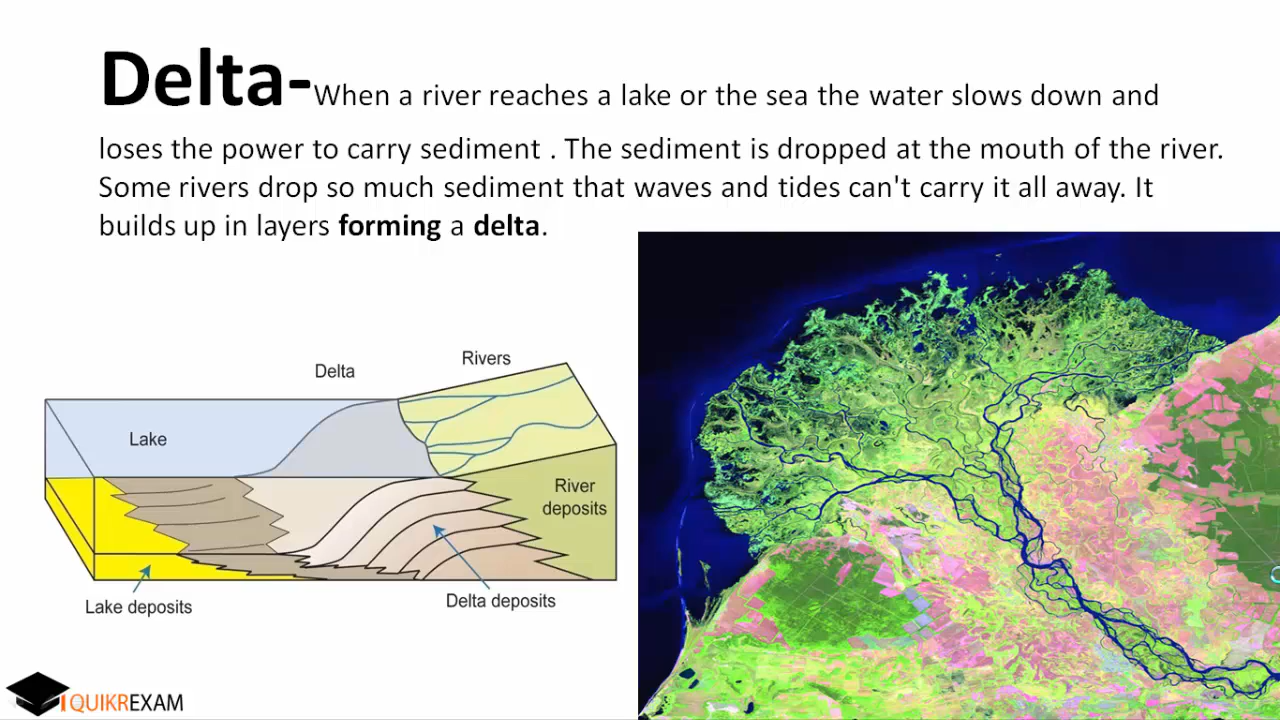 Delta-When a river reaches a lake or the sea the water slows down and
loses the power to carry sediment . The sediment is dropped at the mouth of the river.
Some rivers drop so much sediment that waves and tides can't carry it all away. It
builds up in layers forming a delta.
Delta
Rivers
Lake
River
deposits
Lake deposits
Delta deposits
QUIKREXAM